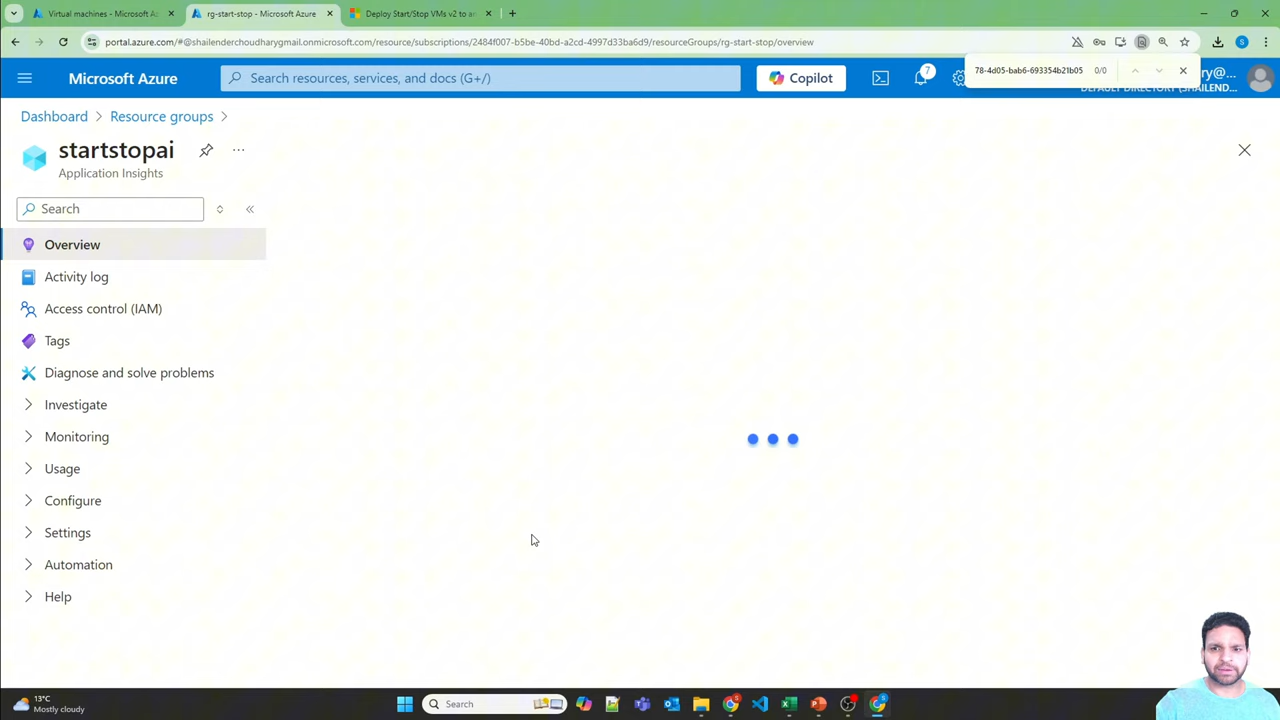 Virtual machines - Microsoft Az
rg-start-stop - Microsoft Azure
Deploy Start/Stop VMs v2 to an
portal.azure.com/#@shailenderchoudharygmail.onmicrosoft.com/resource/subscriptions/2484f007-b5be-40bd-a2cd-4997d33ba6d9/resourceGroups/rg-start-stop/overview
78-4d05-bab6-693354b21b05 0/0
Microsoft Azure
Search resources, services, and docs (G+/)
Copilot
7
ry@...
DEFAULT DIRECTORY (SHAILEND...
Dashboard
Resource groups
startstopai
Application Insights
Search
Overview
Activity log
Access control (IAM)
Tags
Diagnose and solve problems
Investigate
Monitoring
Usage
Configure
Settings
Automation
Help
13°C
Mostly cloudy
Search